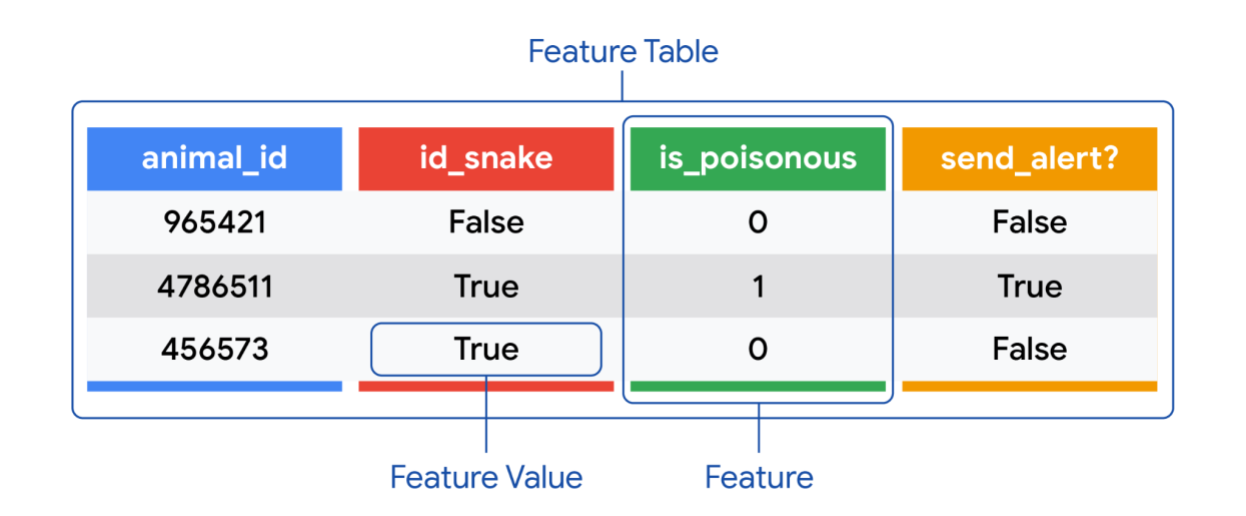 Feature Table
animal_id id_snake is_poisonous send_alert?
965421 False 0 False
4786511 True 1 True
456573 True 0 False
Feature Value Feature